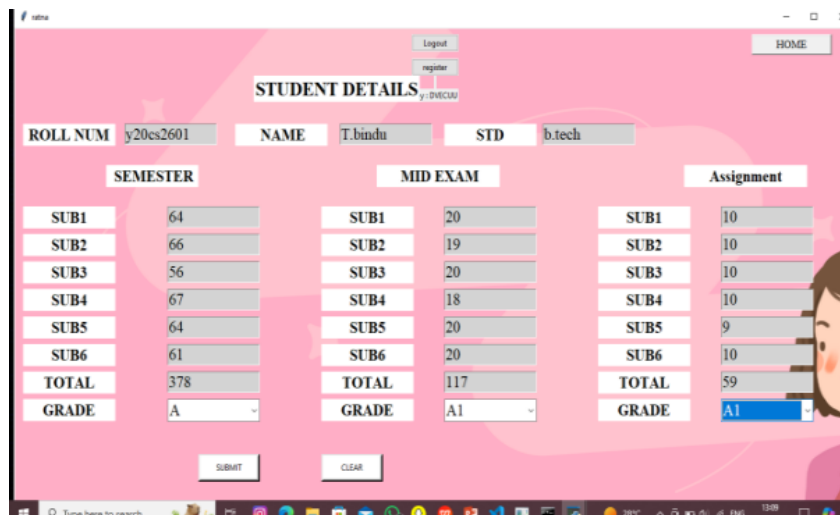 ratna
Logout
HOME
register
STUDENT DETAILS
y : DVECUU
ROLL NUM y20cs2601 NAME T.bindu STD b.tech
SEMESTER MID EXAM Assignment
SUB1 64 SUB1 20 SUB1 10
SUB2 66 SUB2 19 SUB2 10
SUB3 56 SUB3 20 SUB3 10
SUB4 67 SUB4 18 SUB4 10
SUB5 64 SUB5 20 SUB5 9
SUB6 61 SUB6 20 SUB6 10
TOTAL 378 TOTAL 117 TOTAL 59
GRADE A GRADE A1 GRADE A1
SUBMIT CLEAR
Type here to search ENG 13:09